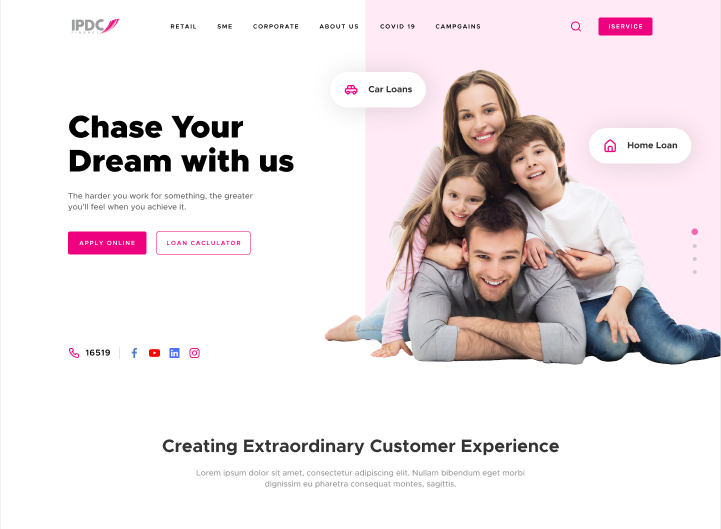 IPDC
FINANCE
RETAIL
SME
CORPORATE
ABOUT US
COVID 19
CAMPGAINS
ISERVICE
Car Loans
Home Loan
Chase Your
Dream with us
The harder you work for something, the greater
you'll feel when you achieve it.
APPLY ONLINE
LOAN CACLULATOR
16519
Creating Extraordinary Customer Experience
Lorem ipsum dolor sit amet, consectetur adipiscing elit. Nullam bibendum eget morbi
dignissim eu pharetra consequat montes, sagittis.